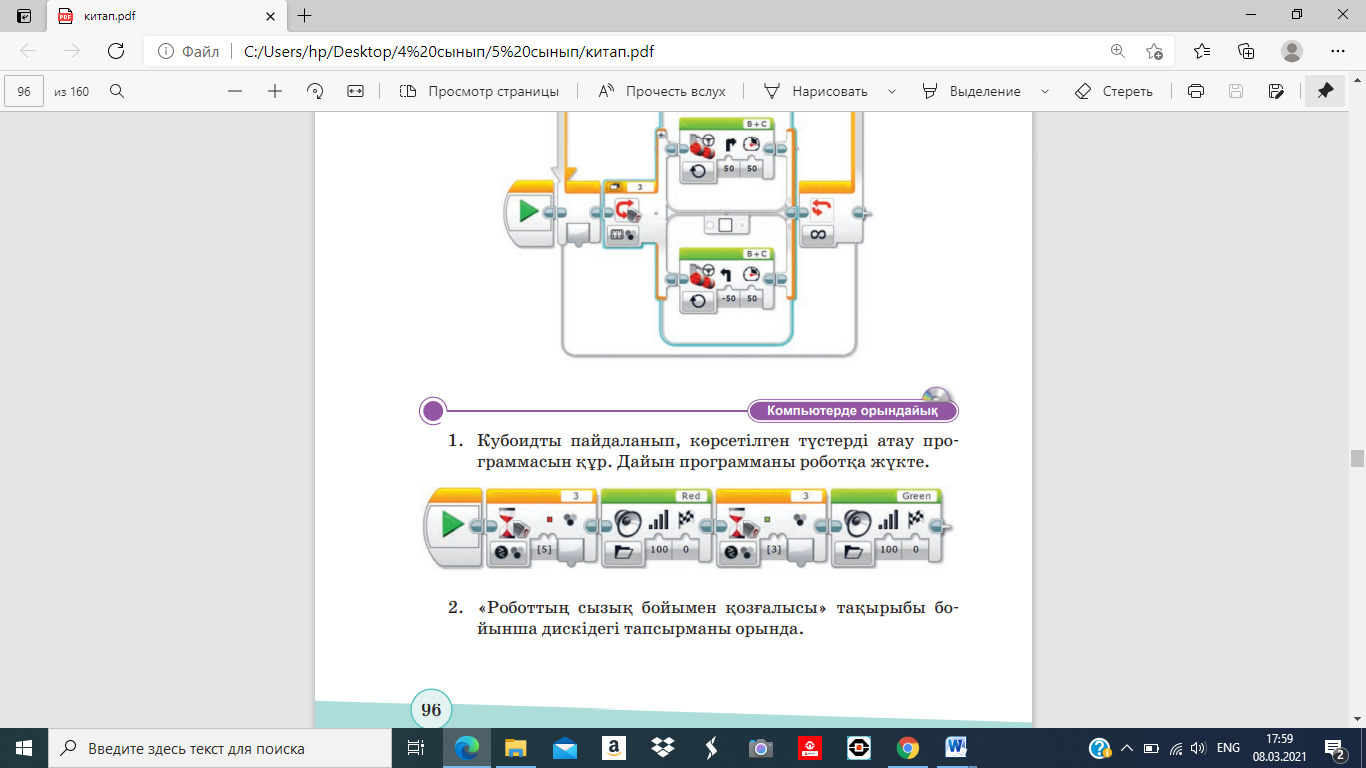 китап.pdf
Файл
C:/Users/hp/Desktop/4%20сынып/5%20сынып/китап.pdf
96 из 160 Просмотр страницы Прочесть вслух Нарисовать Выделение Стереть
B+C
50 50
3
B+C
-50 50
Компьютерде орындайық
1. Кубоидты пайдаланып, көрсетілген түстерді атау про-
граммасын құр. Дайын программаны роботқа жүкте.
3 Red 3 Green
[5] 100 0 [3] 100 0
2. «Роботтың сызық бойымен қозғалысы» тақырыбы бо-
йынша дискідегі тапсырманы орында.
96
Введите здесь текст для поиска
ENG
17:59
08.03.2021
2